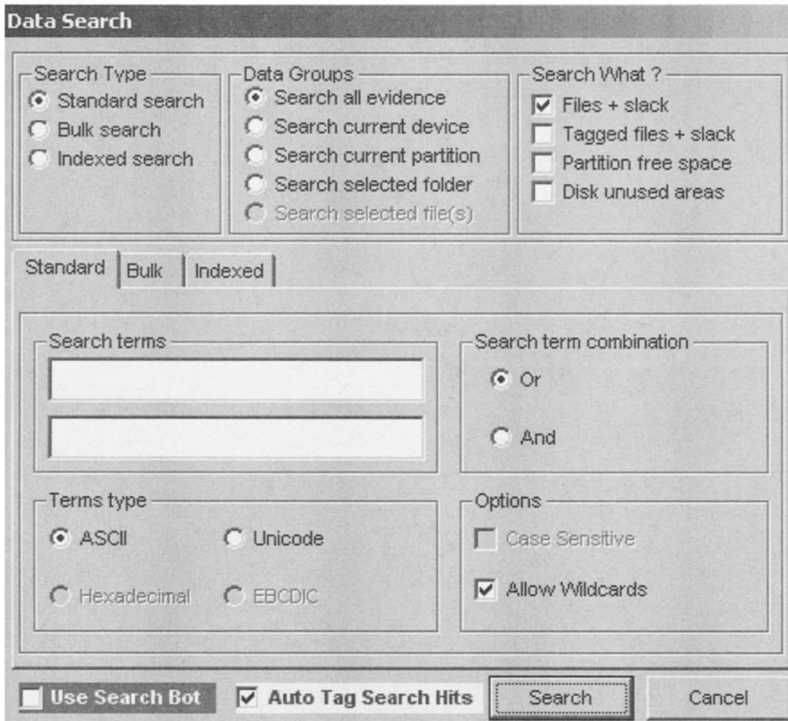 Data Search
Search Type
Standard search
Bulk search
Indexed search
Data Groups
Search all evidence
Search current device
Search current partition
Search selected folder
Search selected file(s)
Search What ?
Files + slack
Tagged files + slack
Partition free space
Disk unused areas
Standard
Bulk
Indexed
Search terms
Search term combination
Or
And
Terms type
ASCII
Unicode
Hexadecimal
EBCDIC
Options
Case Sensitive
Allow Wildcards
Use Search Bot
Auto Tag Search Hits
Search
Cancel